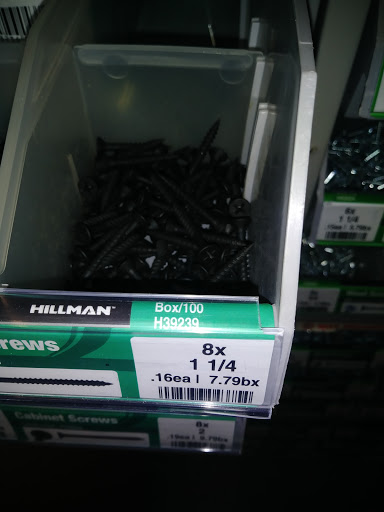 HILLMAN
Box/100
H39239
rews
8x
1 1/4
.16ea | 7.79bx
Cabinet Screws
8x
2
8x
1 1/4